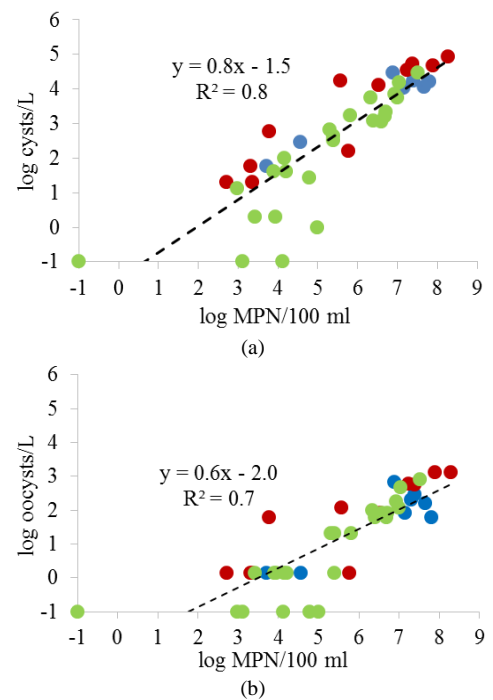 6
5
y = 0.8x - 1.5
R² = 0.8
4
3
2
1
0
-1
log cysts/L
-1 0 1 2 3 4 5 6 7 8 9
log MPN/100 ml
(a)
6
5
4
y = 0.6x - 2.0
R² = 0.7
3
2
1
0
-1
log oocysts/L
-1 0 1 2 3 4 5 6 7 8 9
log MPN/100 ml
(b)